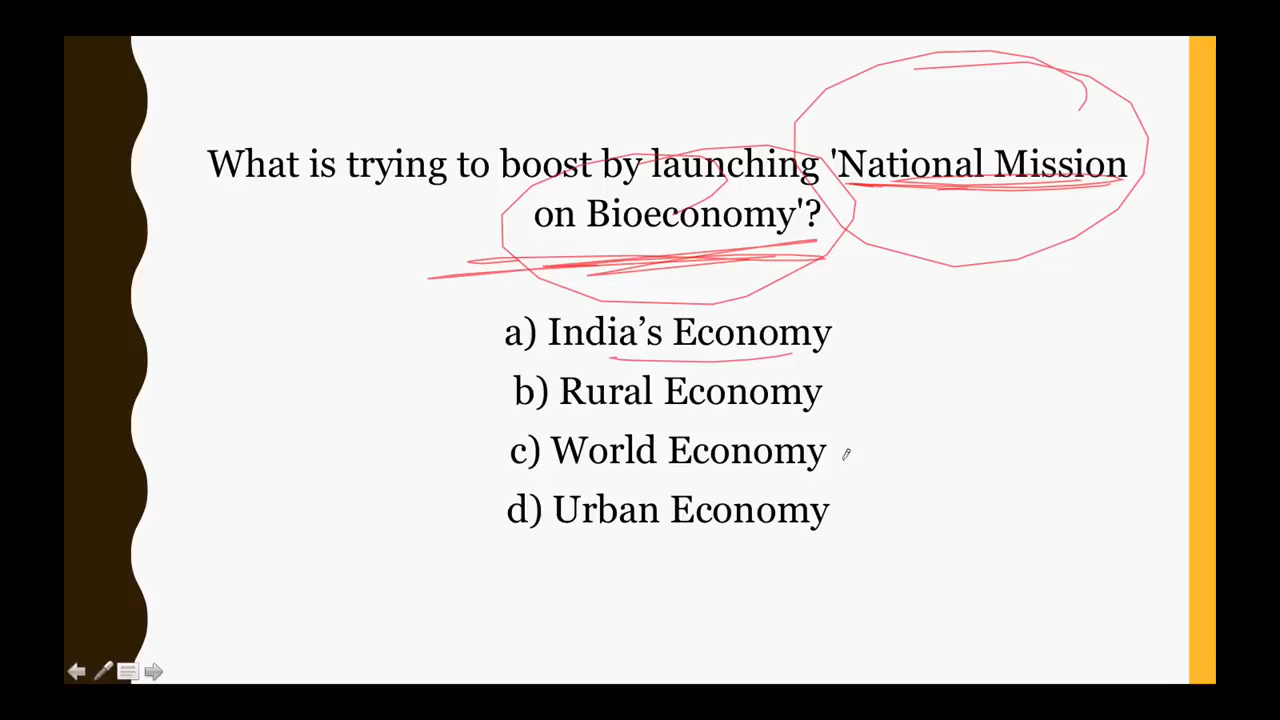 What is trying to boost by launching 'National Mission
on Bioeconomy'?
a) India’s Economy
b) Rural Economy
c) World Economy
d) Urban Economy